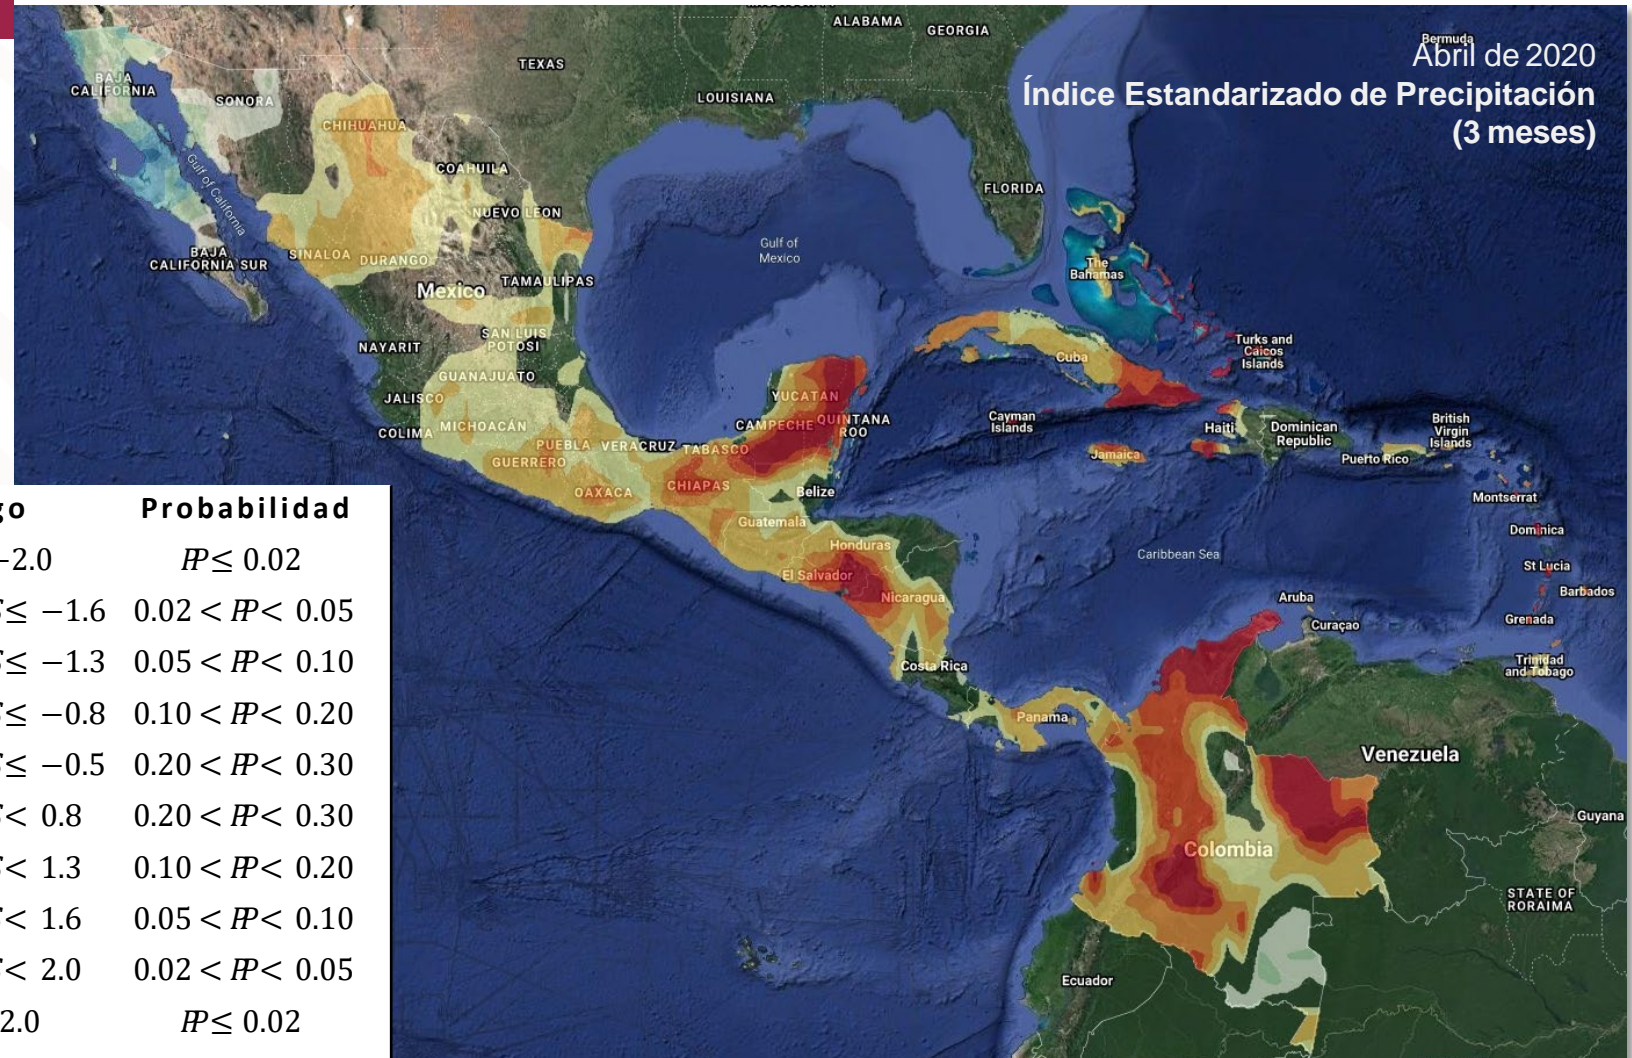 ALABAMA
GEORGIA
Bermuda
Abril de 2020
Índice Estandarizado de Precipitación
(3 meses)
TEXAS
LOUISIANA
BAJA
CALIFORNIA
SONORA
CHIHUAHUA
Gulf of California
COAHUILA
FLORIDA
NUEVO LEON
Gulf of
Mexico
BAJA
CALIFORNIA SUR
SINALOA
DURANGO
The
Bahamas
Mexico
TAMAULIPAS
SAN LUIS
POTOSI
NAYARIT
Turks and
Caicos
Islands
Cuba
GUANAJUATO
JALISCO
YUCATAN
COLIMA
MICHOACÁN
CAMPECHE
QUINTANA
ROO
Cayman
Islands
Haiti
Dominican
Republic
British
Virgin
Islands
PUEBLA
VERACRUZ
TABASCO
GUERRERO
Jamaica
Puerto Rico
OAXACA
CHIAPAS
Belize
Montserrat
Guatemala
Dominica
Honduras
Caribbean Sea
El Salvador
St Lucia
Nicaragua
Aruba
Barbados
Curaçao
Grenada
Costa Rica
Trinidad
and Tobago
Panama
Venezuela
Guyana
Colombia
STATE OF
RORAIMA
Ecuador
go Probabilidad
−2.0 ℙ ≤ 0.02
≤ −1.6 0.02 < ℙ < 0.05
≤ −1.3 0.05 < ℙ < 0.10
≤ −0.8 0.10 < ℙ < 0.20
≤ −0.5 0.20 < ℙ < 0.30
< 0.8 0.20 < ℙ < 0.30
< 1.3 0.10 < ℙ < 0.20
< 1.6 0.05 < ℙ < 0.10
< 2.0 0.02 < ℙ < 0.05
2.0 ℙ ≤ 0.02